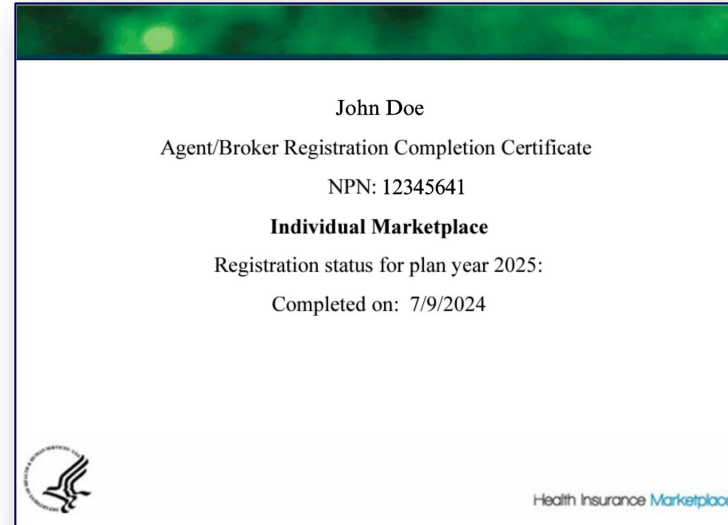 John Doe
Agent/Broker Registration Completion Certificate
NPN: 12345641
Individual Marketplace
Registration status for plan year 2025:
Completed on: 7/9/2024
Health Insurance Marketplace